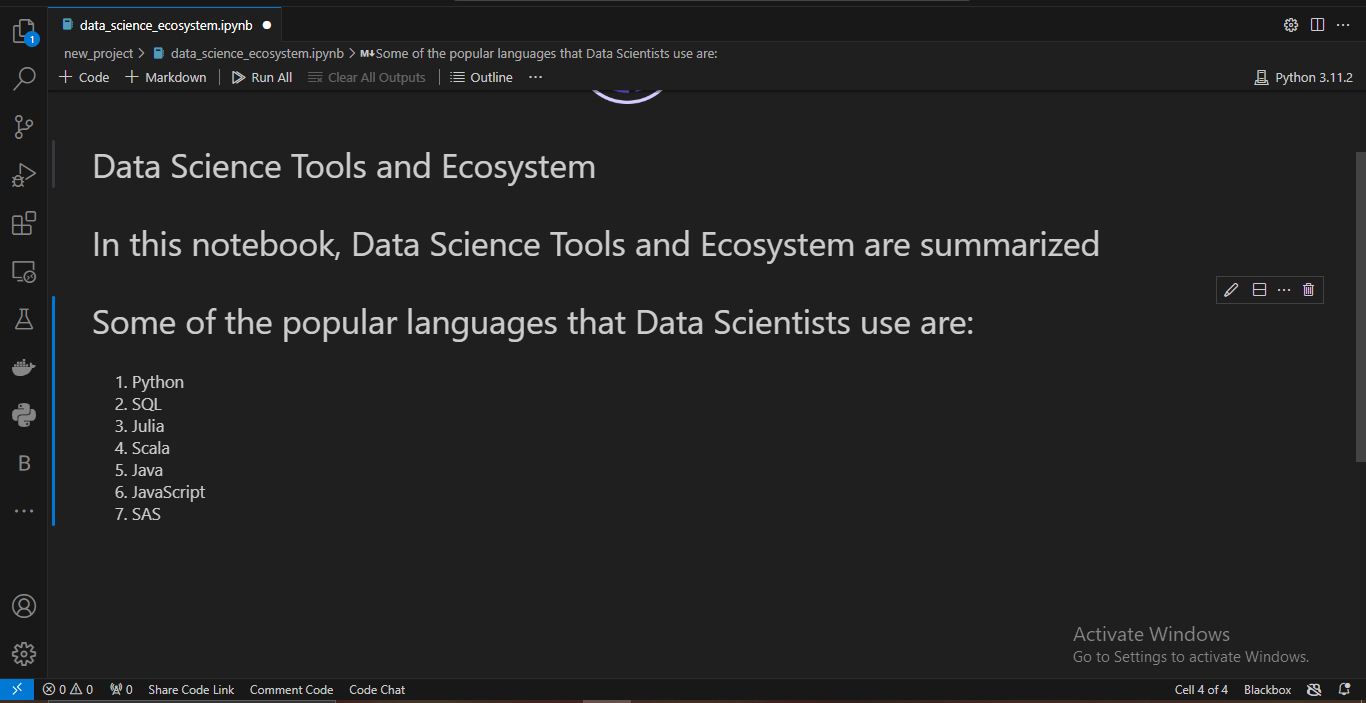 1
data_science_ecosystem.ipynb
new_project > data_science_ecosystem.ipynb > M↓Some of the popular languages that Data Scientists use are:
+ Code + Markdown | Run All Clear All Outputs | Outline ··· Python 3.11.2
Data Science Tools and Ecosystem
In this notebook, Data Science Tools and Ecosystem are summarized
Some of the popular languages that Data Scientists use are:
1. Python
2. SQL
3. Julia
4. Scala
5. Java
6. JavaScript
7. SAS
B
Activate Windows
Go to Settings to activate Windows.
0 0 0 Share Code Link Comment Code Code Chat Cell 4 of 4 Blackbox